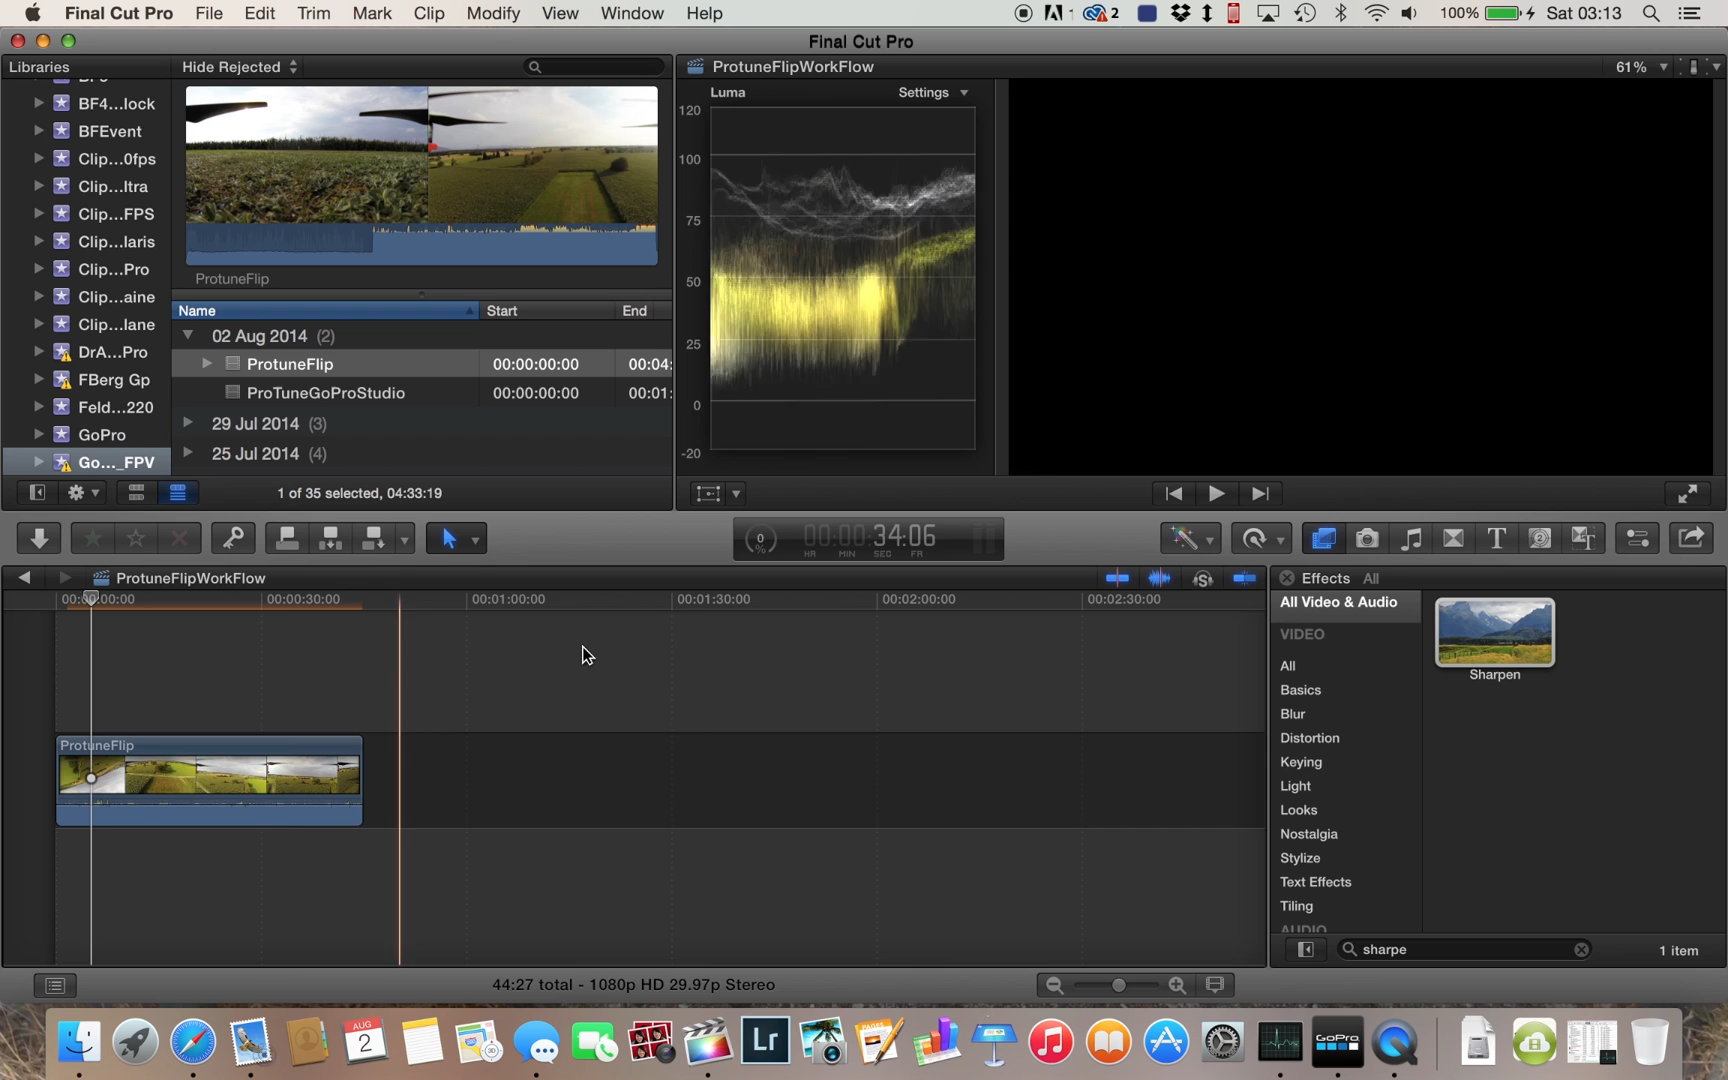 Final Cut Pro File Edit Trim Mark Clip Modify View Window Help 1 2 100% Sat 03:13
Final Cut Pro
Libraries Hide Rejected
ProtuneFlipWorkFlow 61%
BF4...lock
BFEvent
Clip...0fps
Clip...ltra
Clip...FPS
Clip...laris
Clip...Pro
Clip...aine
Clip...lane
DrA...Pro
FBerg Gp
Feld...220
GoPro
Go..._FPV
ProtuneFlip
Name Start End
02 Aug 2014 (2)
ProtuneFlip 00:00:00:00 00:04:
ProTuneGoProStudio 00:00:00:00 00:01:
29 Jul 2014 (3)
25 Jul 2014 (4)
1 of 35 selected, 04:33:19
Luma Settings
120
100
75
50
25
0
-20
0 % 00:00:34:06
HR MIN SEC FR
ProtuneFlipWorkFlow
00:00:00:00 00:00:30:00 00:01:00:00 00:01:30:00 00:02:00:00 00:02:30:00
ProtuneFlip
Effects All
All Video & Audio
VIDEO
All
Basics
Blur
Distortion
Keying
Light
Looks
Nostalgia
Stylize
Text Effects
Tiling
AUDIO
Sharpen
sharpe 1 item
44:27 total - 1080p HD 29.97p Stereo
AUG
2
3D
PAGES
Lr
GoPro